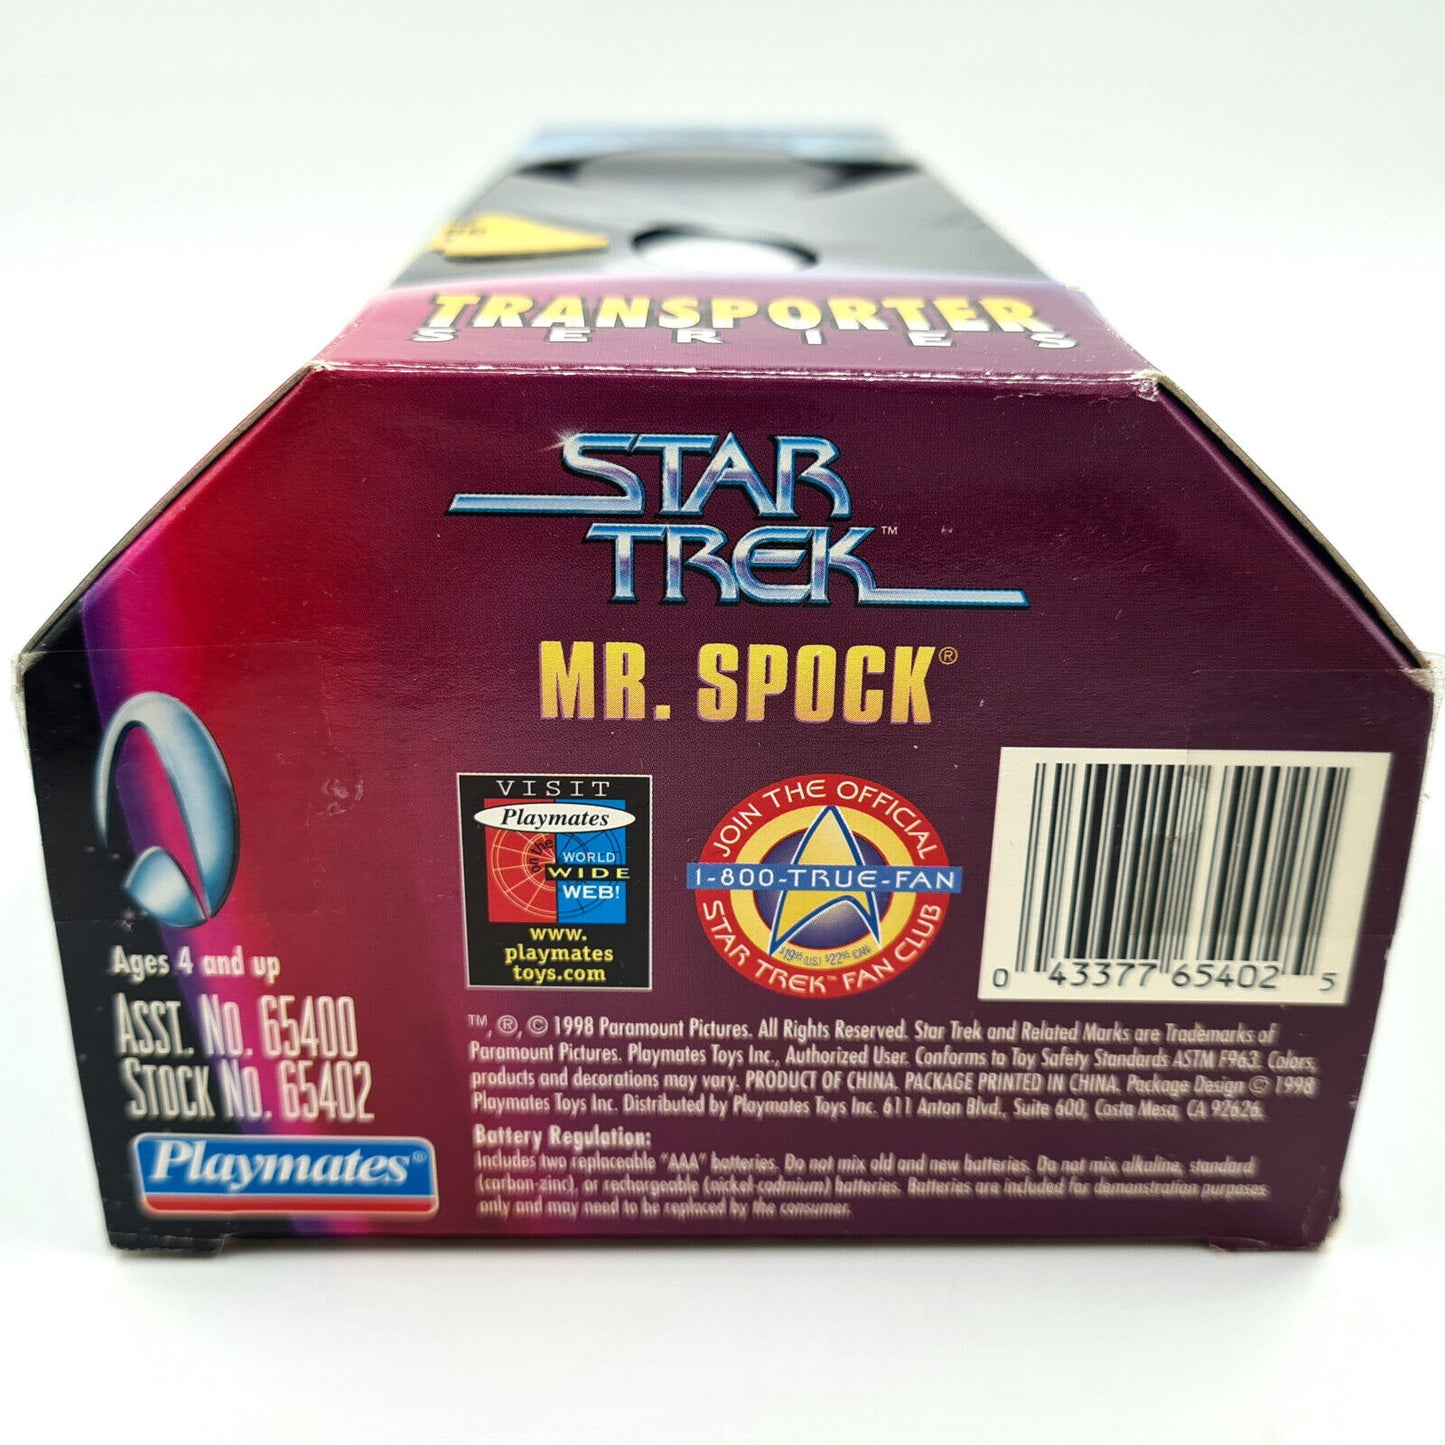 TRANSPORTER
SERIES
STAR
TREK™
MR. SPOCK®
VISIT
Playmates
on the
WORLD
WIDE
WEB!
www.
playmates
toys.com
JOIN THE OFFICIAL
1-800-TRUE-FAN
$19.95 (U.S.) $22.95 (CAN)
STAR TREK™ FAN CLUB
0 43377 65402 5
Ages 4 and up
ASST. NO. 65400
STOCK NO. 65402
Playmates®
™, ®, © 1998 Paramount Pictures. All Rights Reserved. Star Trek and Related Marks are Trademarks of
Paramount Pictures. Playmates Toys Inc., Authorized User. Conforms to Toy Safety Standards ASTM F963. Colors,
products and decorations may vary. PRODUCT OF CHINA. PACKAGE PRINTED IN CHINA. Package Design © 1998
Playmates Toys Inc. Distributed by Playmates Toys Inc. 611 Anton Blvd., Suite 600, Costa Mesa, CA 92626.
Battery Regulation:
Includes two replaceable "AAA" batteries. Do not mix old and new batteries. Do not mix alkaline, standard
(carbon-zinc), or rechargeable (nickel-cadmium) batteries. Batteries are included for demonstration purposes
only and may need to be replaced by the consumer.